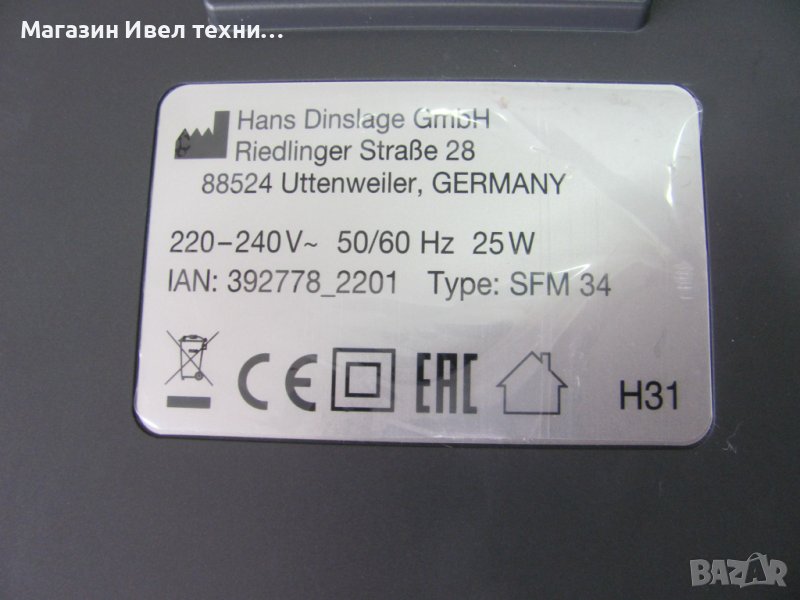 Магазин Ивел техни...
Hans Dinslage GmbH
Riedlinger Straße 28
88524 Uttenweiler, GERMANY
220–240V~ 50/60 Hz 25W
IAN: 392778_2201 Type: SFM 34
CE EAC H31
BAZAR